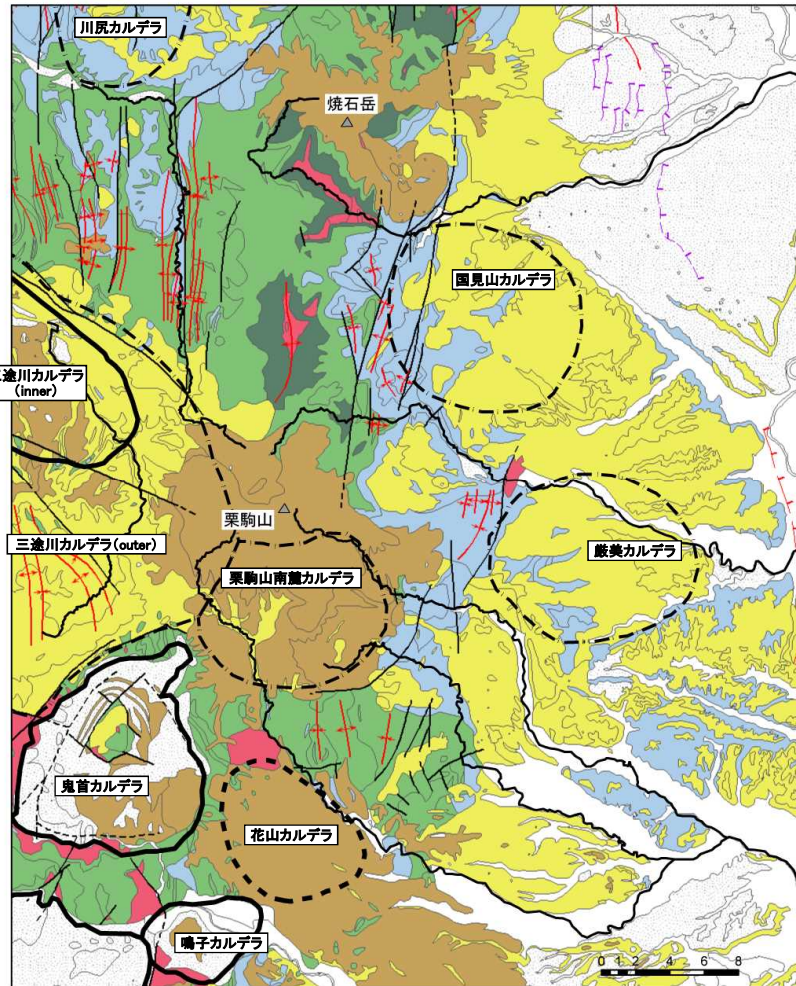 川尻カルデラ
焼石岳
国見山カルデラ
途川カルデラ
(inner)
栗駒山
三途川カルデラ(outer)
厳美カルデラ
栗駒山南麓カルデラ
鬼首カルデラ
花山カルデラ
鳴子カルデラ
0 1 2 4 6 8